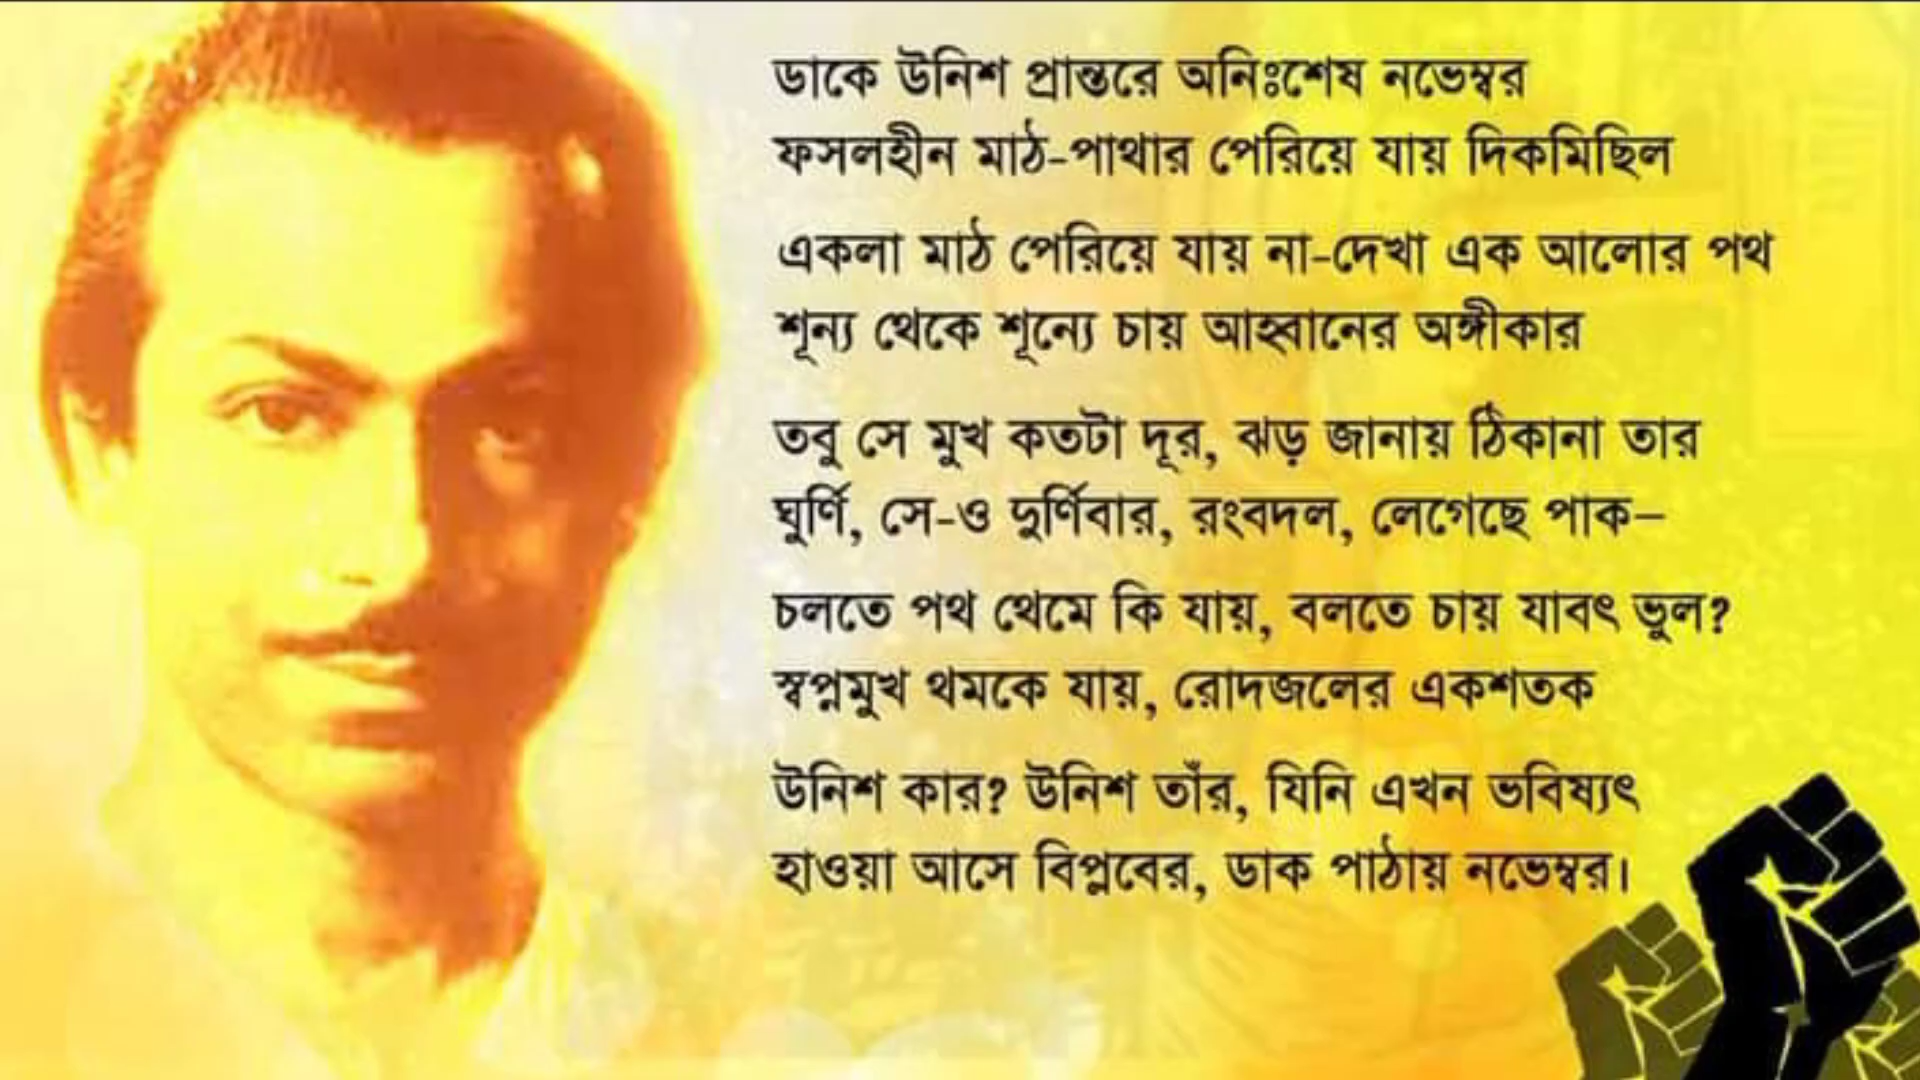 ডাকে উনিশ প্রান্তরে অনিঃশেষ নভেম্বর
ফসলহীন মাঠ-পাথার পেরিয়ে যায় দিকমিছিল
একলা মাঠ পেরিয়ে যায় না-দেখা এক আলোর পথ
শূন্য থেকে শূন্যে চায় আহ্বানের অঙ্গীকার
তবু সে মুখ কতটা দূর, ঝড় জানায় ঠিকানা তার
ঘুর্ণি, সে-ও দুর্ণিবার, রংবদল, লেগেছে পাক–
চলতে পথ থেমে কি যায়, বলতে চায় যাবৎ ভুল?
স্বপ্নমুখ থমকে যায়, রোদজলের একশতক
উনিশ কার? উনিশ তাঁর, যিনি এখন ভবিষ্যৎ
হাওয়া আসে বিপ্লবের, ডাক পাঠায় নভেম্বর।